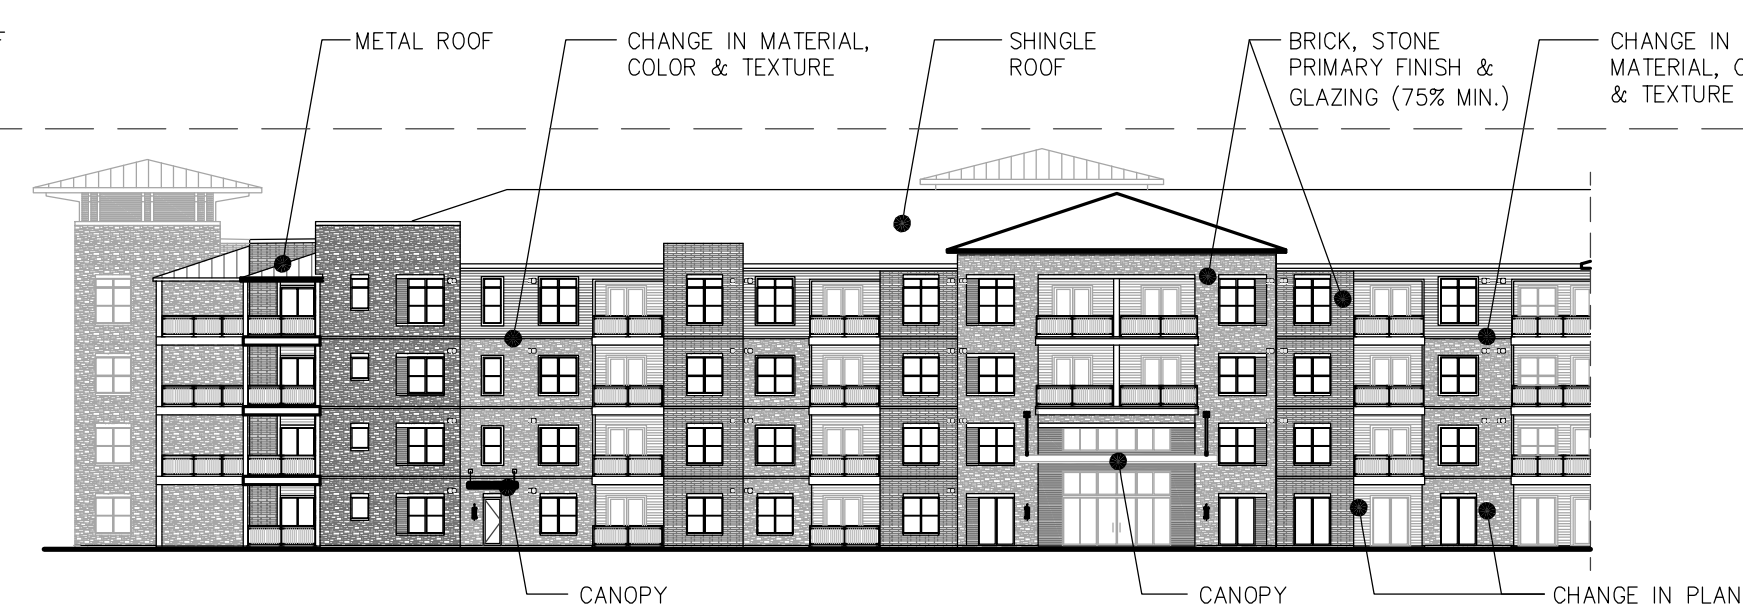 METAL ROOF
CHANGE IN MATERIAL,
COLOR & TEXTURE
SHINGLE
ROOF
BRICK, STONE
PRIMARY FINISH &
GLAZING (75% MIN.)
CHANGE IN
MATERIAL,
& TEXTURE
CANOPY
CANOPY
CHANGE IN PLAN